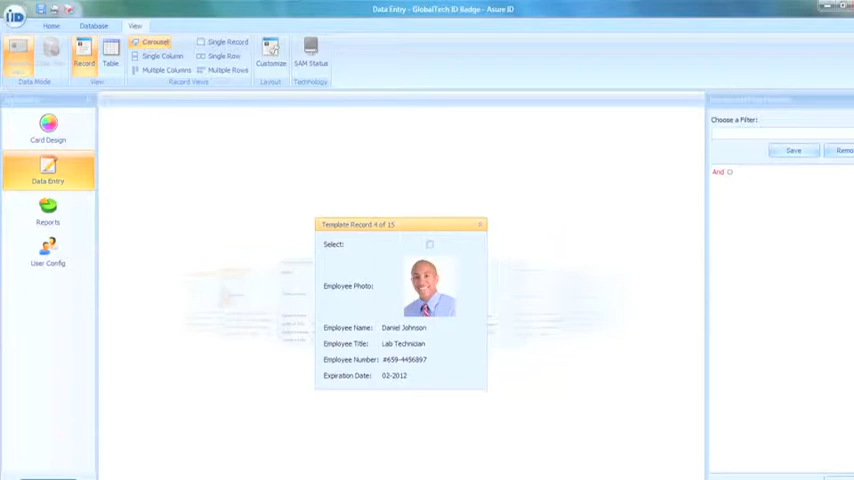 Data Entry - GlobalTech ID Badge - Asure ID
iID
Home Database View
Record
Table
Carousel
Single Column
Multiple Columns
Single Record
Single Row
Multiple Rows
Customize
SAM Status
Data Mode
View
Record Views
Layout
Technology
Card Design
Data Entry
Reports
User Config
Template Record 4 of 15
Select:
Employee Photo:
Employee Name: Daniel Johnson
Employee Title: Lab Technician
Employee Number: #659-4456897
Expiration Date: 02-2012
Choose a Filter:
Save
Remo
And